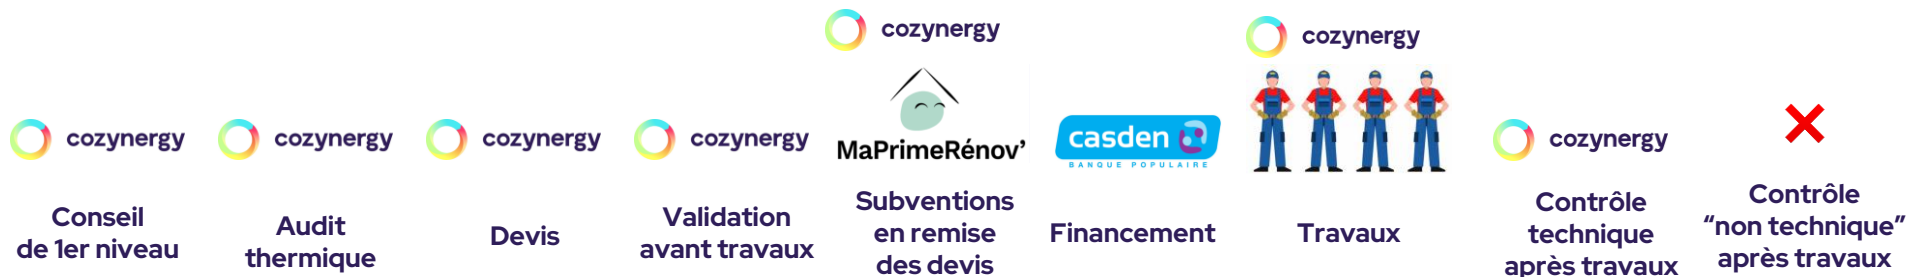 cozynergy
Conseil
de 1er niveau
cozynergy
Audit
thermique
cozynergy
Devis
cozynergy
Validation
avant travaux
cozynergy
MaPrimeRénov'
Subventions
en remise
des devis
casden
BANQUE POPULAIRE
Financement
cozynergy
Travaux
cozynergy
Contrôle
technique
après travaux
Contrôle
“non technique”
après travaux